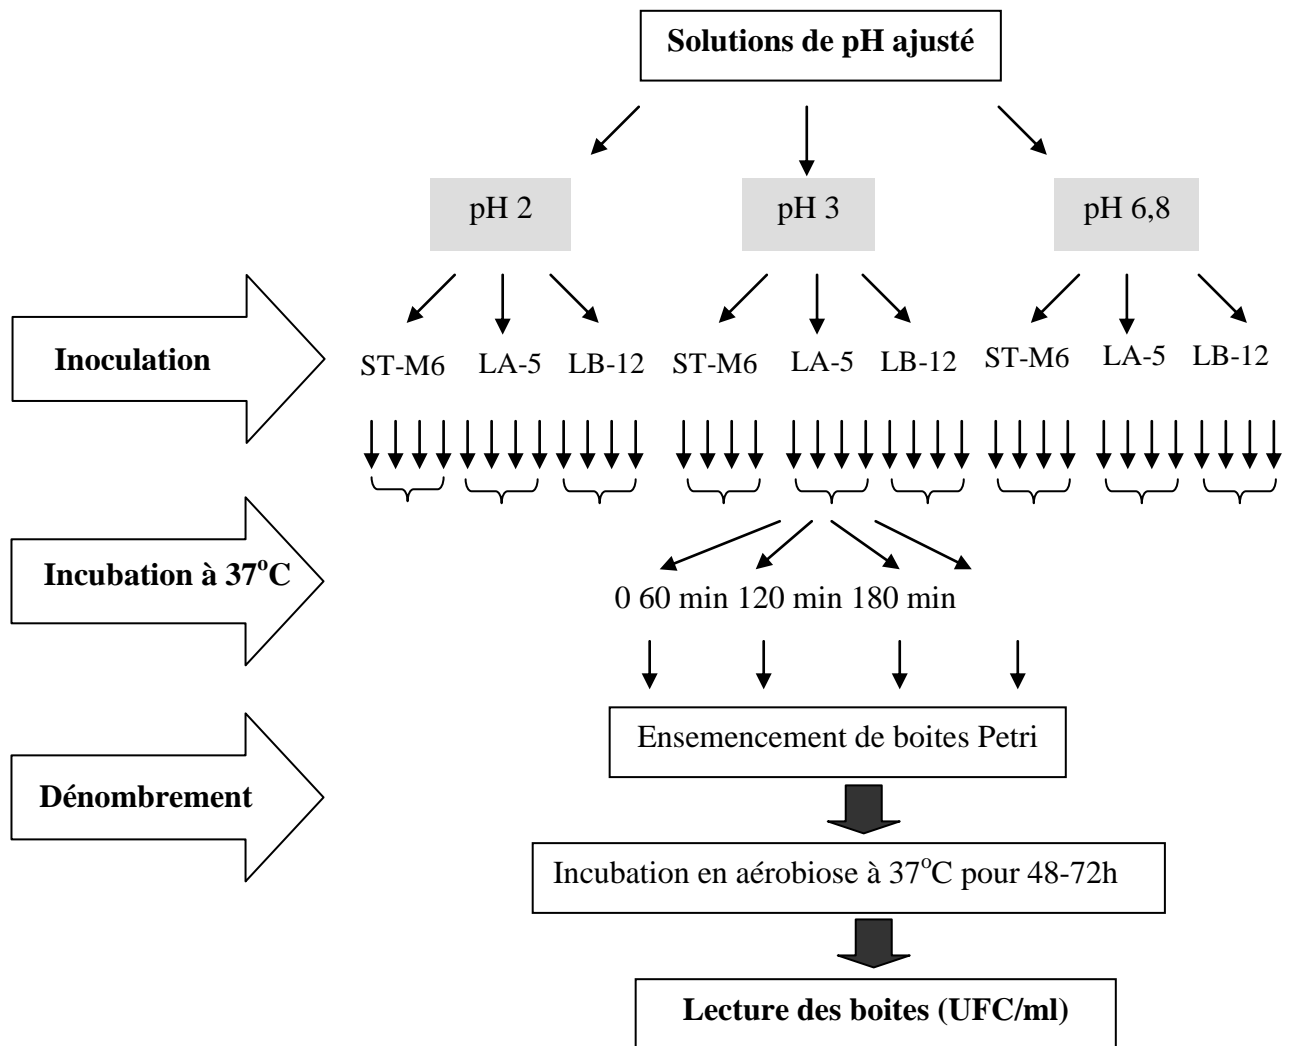 Solutions de pH ajusté
pH 2 pH 3 pH 6,8
Inoculation
ST-M6 LA-5 LB-12 ST-M6 LA-5 LB-12 ST-M6 LA-5 LB-12
Incubation à 37°C
0 60 min 120 min 180 min
Ensemencement de boites Petri
Dénombrement
Incubation en aérobiose à 37°C pour 48-72h
Lecture des boites (UFC/ml)